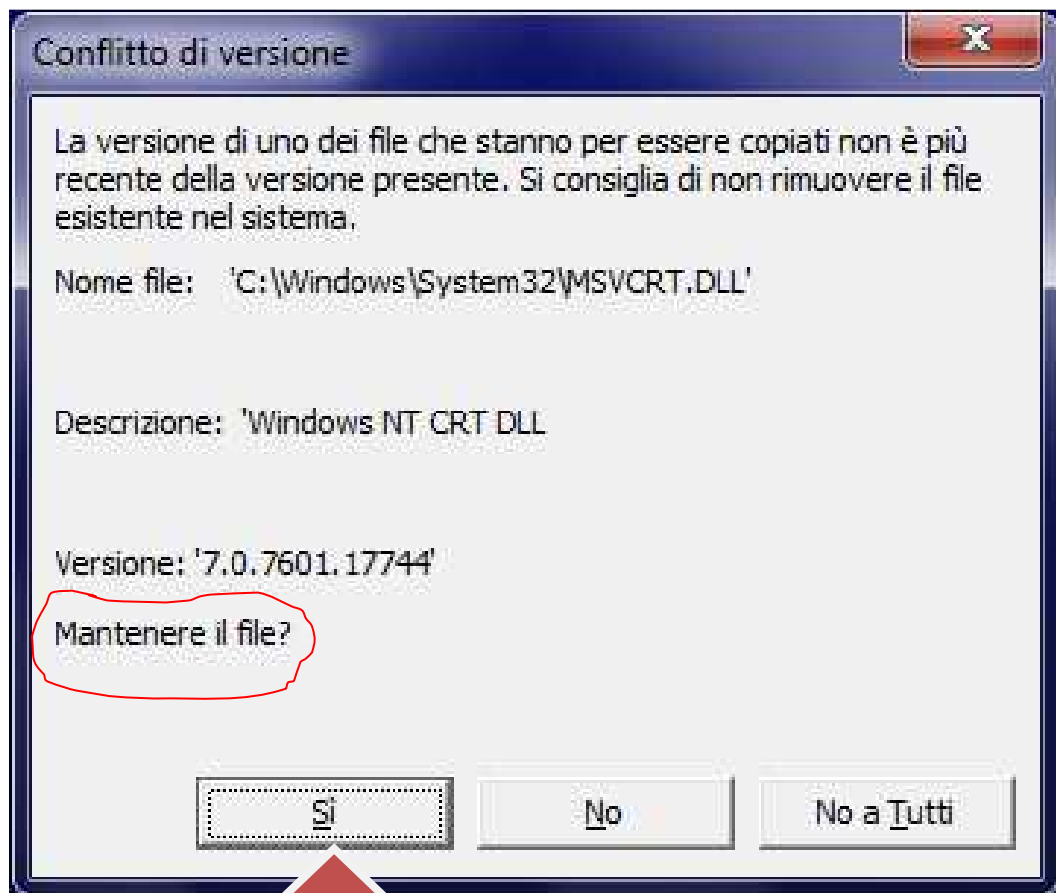 Conflitto di versione
La versione di uno dei file che stanno per essere copiati non è più
recente della versione presente. Si consiglia di non rimuovere il file
esistente nel sistema.
Nome file: 'C:\Windows\System32\MSVCRT.DLL'
Descrizione: 'Windows NT CRT DLL
Versione: '7.0.7601.17744'
Mantenere il file?
Sì No No a Tutti